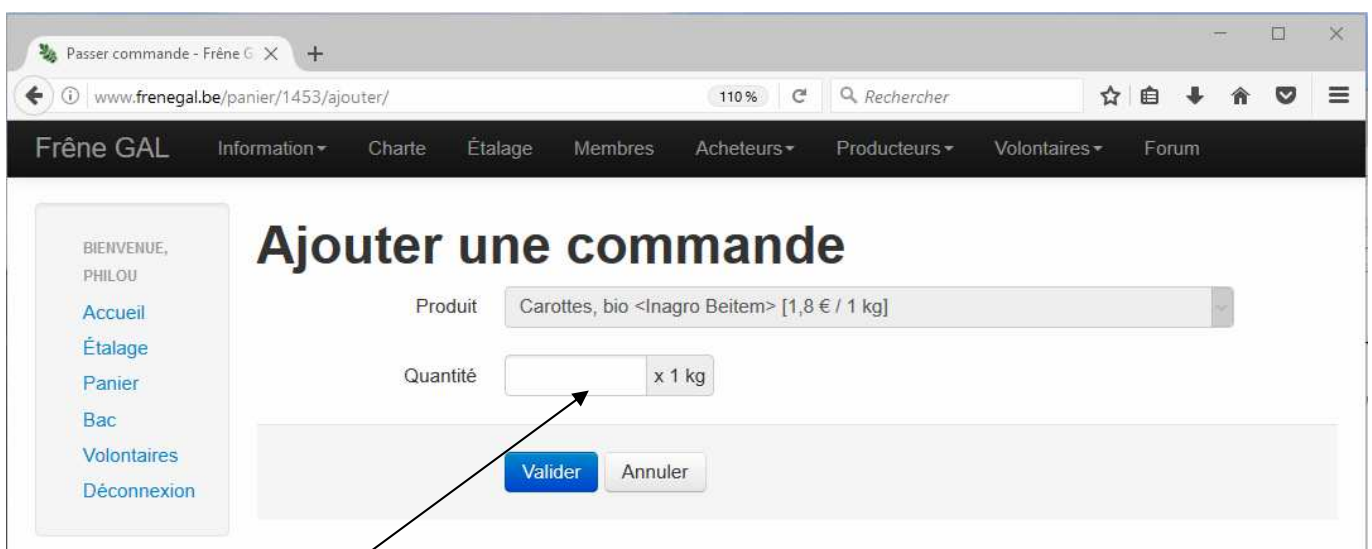 Passer commande - Frêne G
www.frenegal.be/panier/1453/ajouter/ 110 % Rechercher
Frêne GAL Information Charte Étalage Membres Acheteurs Producteurs Volontaires Forum
BIENVENUE,
PHILOU
Accueil
Étalage
Panier
Bac
Volontaires
Déconnexion
Ajouter une commande
Produit Carottes, bio <Inagro Beitem> [1,8 € / 1 kg]
Quantité x 1 kg
Valider Annuler